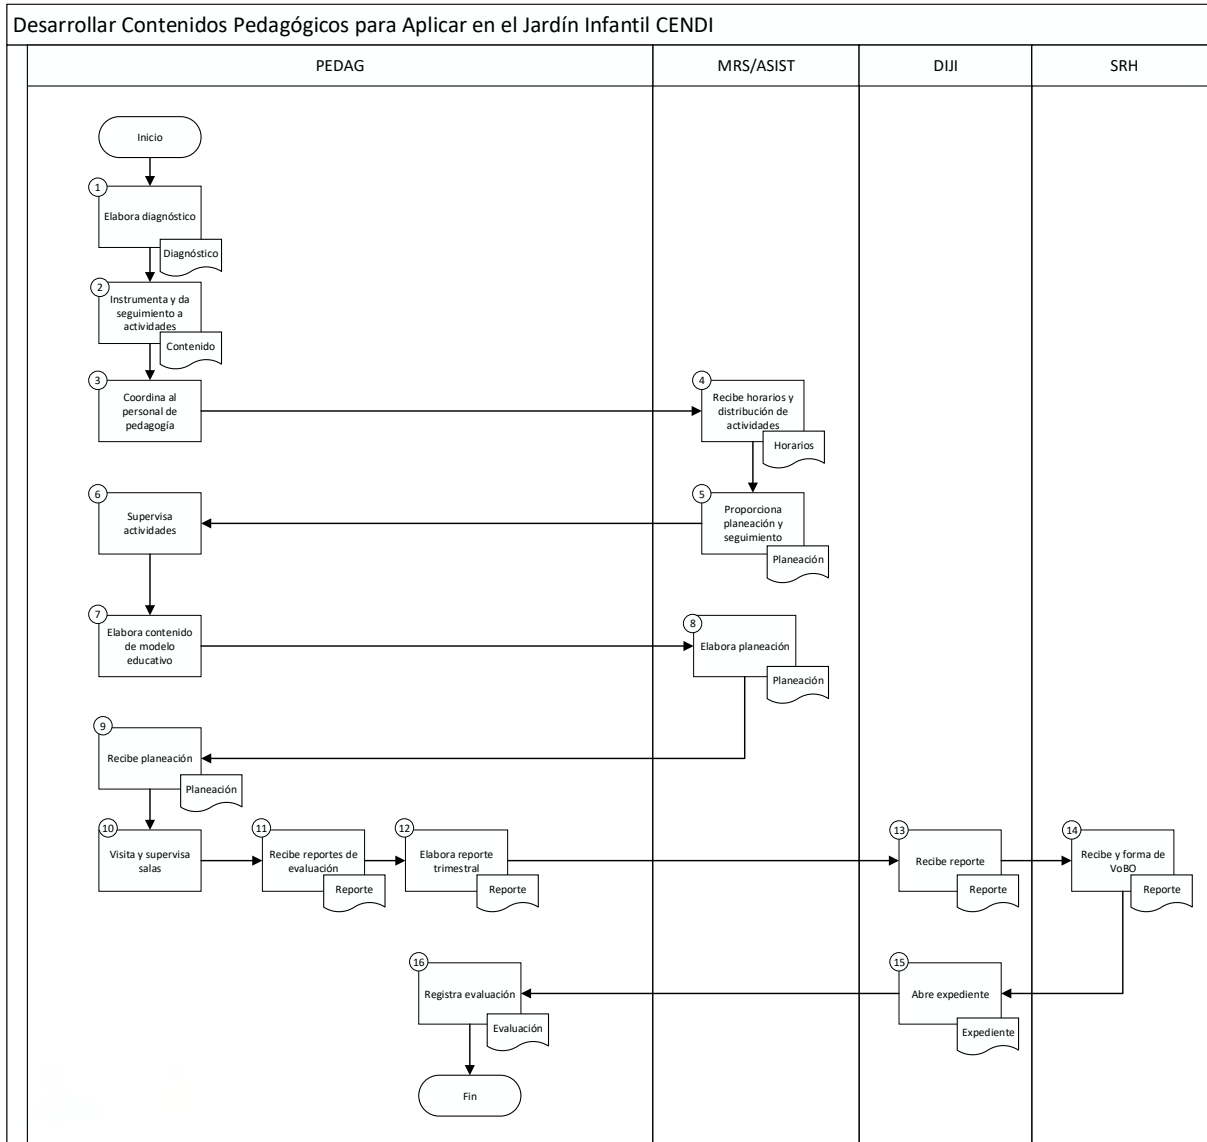 Desarrollar Contenidos Pedagógicos para Aplicar en el Jardín Infantil CENDI
PEDAG
MRS/ASIST
DIJI
SRH
Inicio
1
Elabora diagnóstico
Diagnóstico
2
Instrumenta y da
seguimiento a
actividades
Contenido
3
Coordina al
personal de
pedagogía
4
Recibe horarios y
distribución de
actividades
Horarios
5
Proporciona
planeación y
seguimiento
Planeación
6
Supervisa
actividades
7
Elabora contenido
de modelo
educativo
8
Elabora planeación
Planeación
9
Recibe planeación
Planeación
10
Visita y supervisa
salas
11
Recibe reportes de
evaluación
Reporte
12
Elabora reporte
trimestral
Reporte
13
Recibe reporte
Reporte
14
Recibe y forma de
VoBO
Reporte
15
Abre expediente
Expediente
16
Registra evaluación
Evaluación
Fin